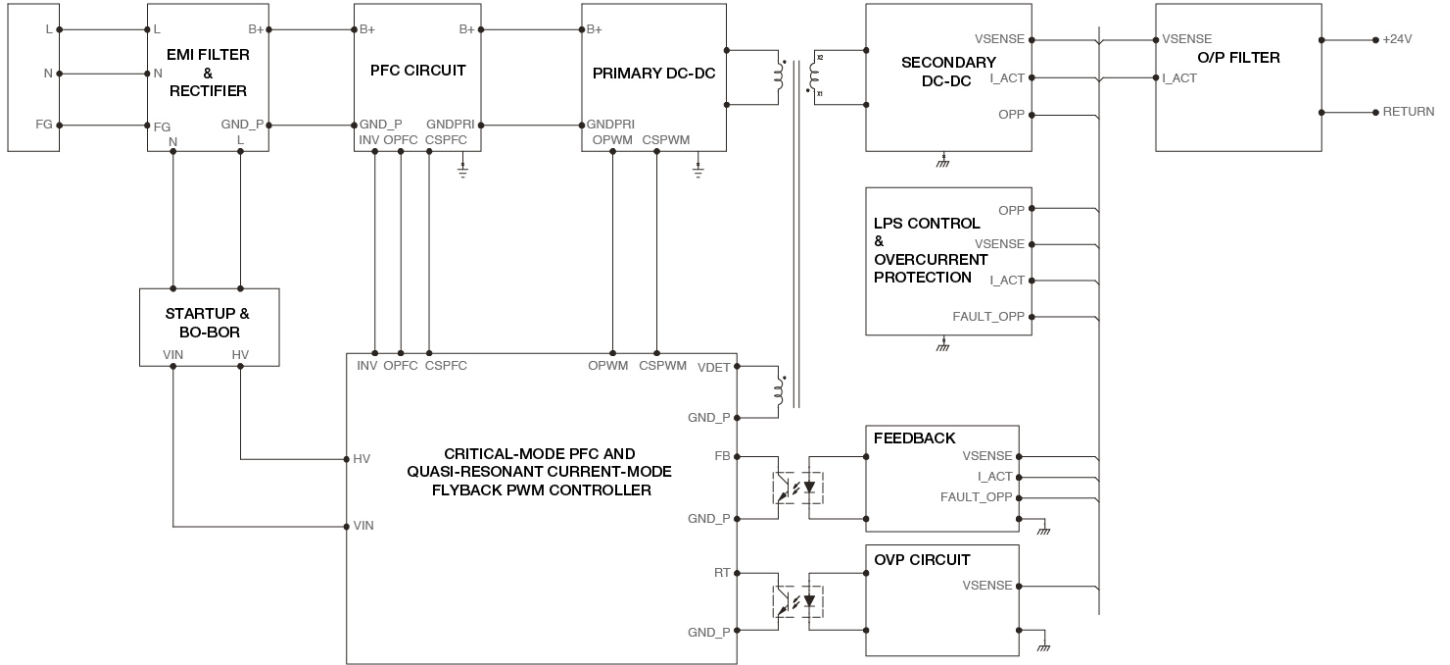 L
N
FG
L
N
FG
EMI FILTER
&
RECTIFIER
B+
GND_P
N
L
B+
PFC CIRCUIT
B+
GND_P
GNDPRI
INV OPFC CSPFC
B+
PRIMARY DC-DC
GNDPRI
OPWM CSPWM
X2
X1
SECONDARY
DC-DC
VSENSE
I_ACT
OPP
VSENSE
O/P FILTER
I_ACT
+24V
RETURN
LPS CONTROL
&
OVERCURRENT
PROTECTION
OPP
VSENSE
I_ACT
FAULT_OPP
STARTUP &
BO-BOR
VIN HV
INV OPFC CSPFC OPWM CSPWM VDET
GND_P
CRITICAL-MODE PFC AND
QUASI-RESONANT CURRENT-MODE
FLYBACK PWM CONTROLLER
HV
VIN
FB
GND_P
RT
GND_P
FEEDBACK
VSENSE
I_ACT
FAULT_OPP
OVP CIRCUIT
VSENSE